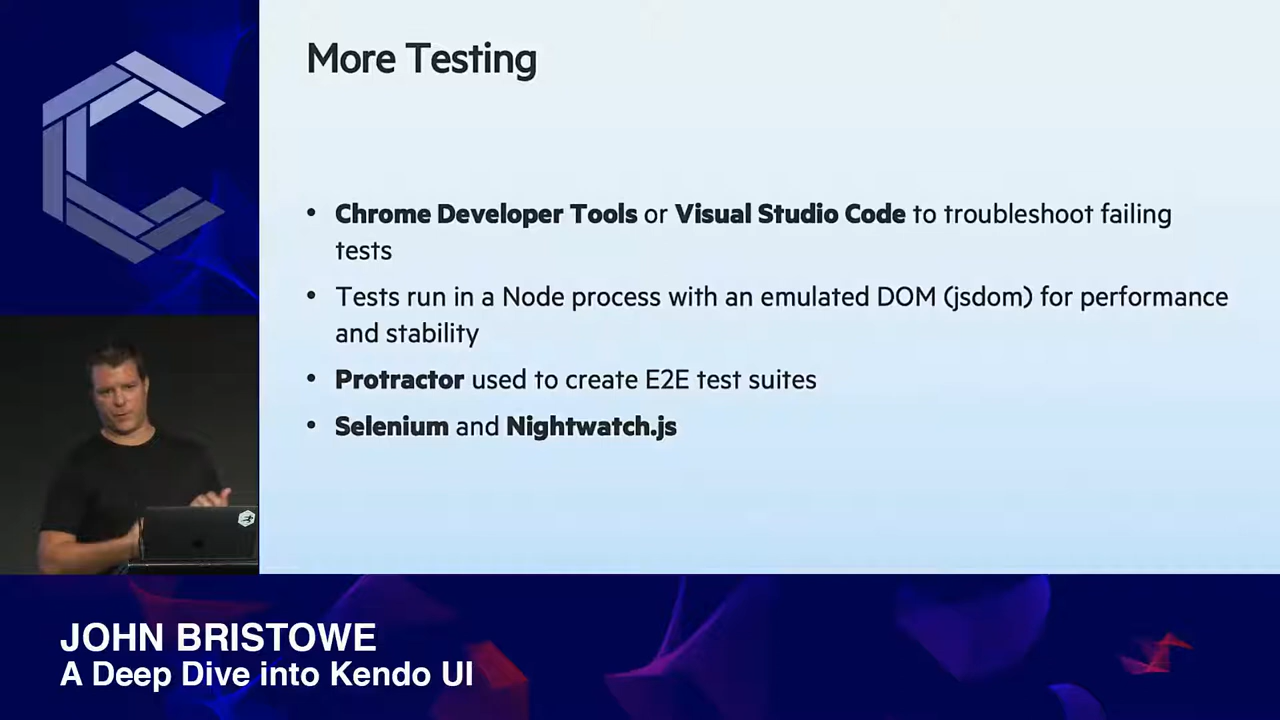 More Testing
• Chrome Developer Tools or Visual Studio Code to troubleshoot failing
tests
• Tests run in a Node process with an emulated DOM (jsdom) for performance
and stability
• Protractor used to create E2E test suites
• Selenium and Nightwatch.js
JOHN BRISTOWE
A Deep Dive into Kendo UI